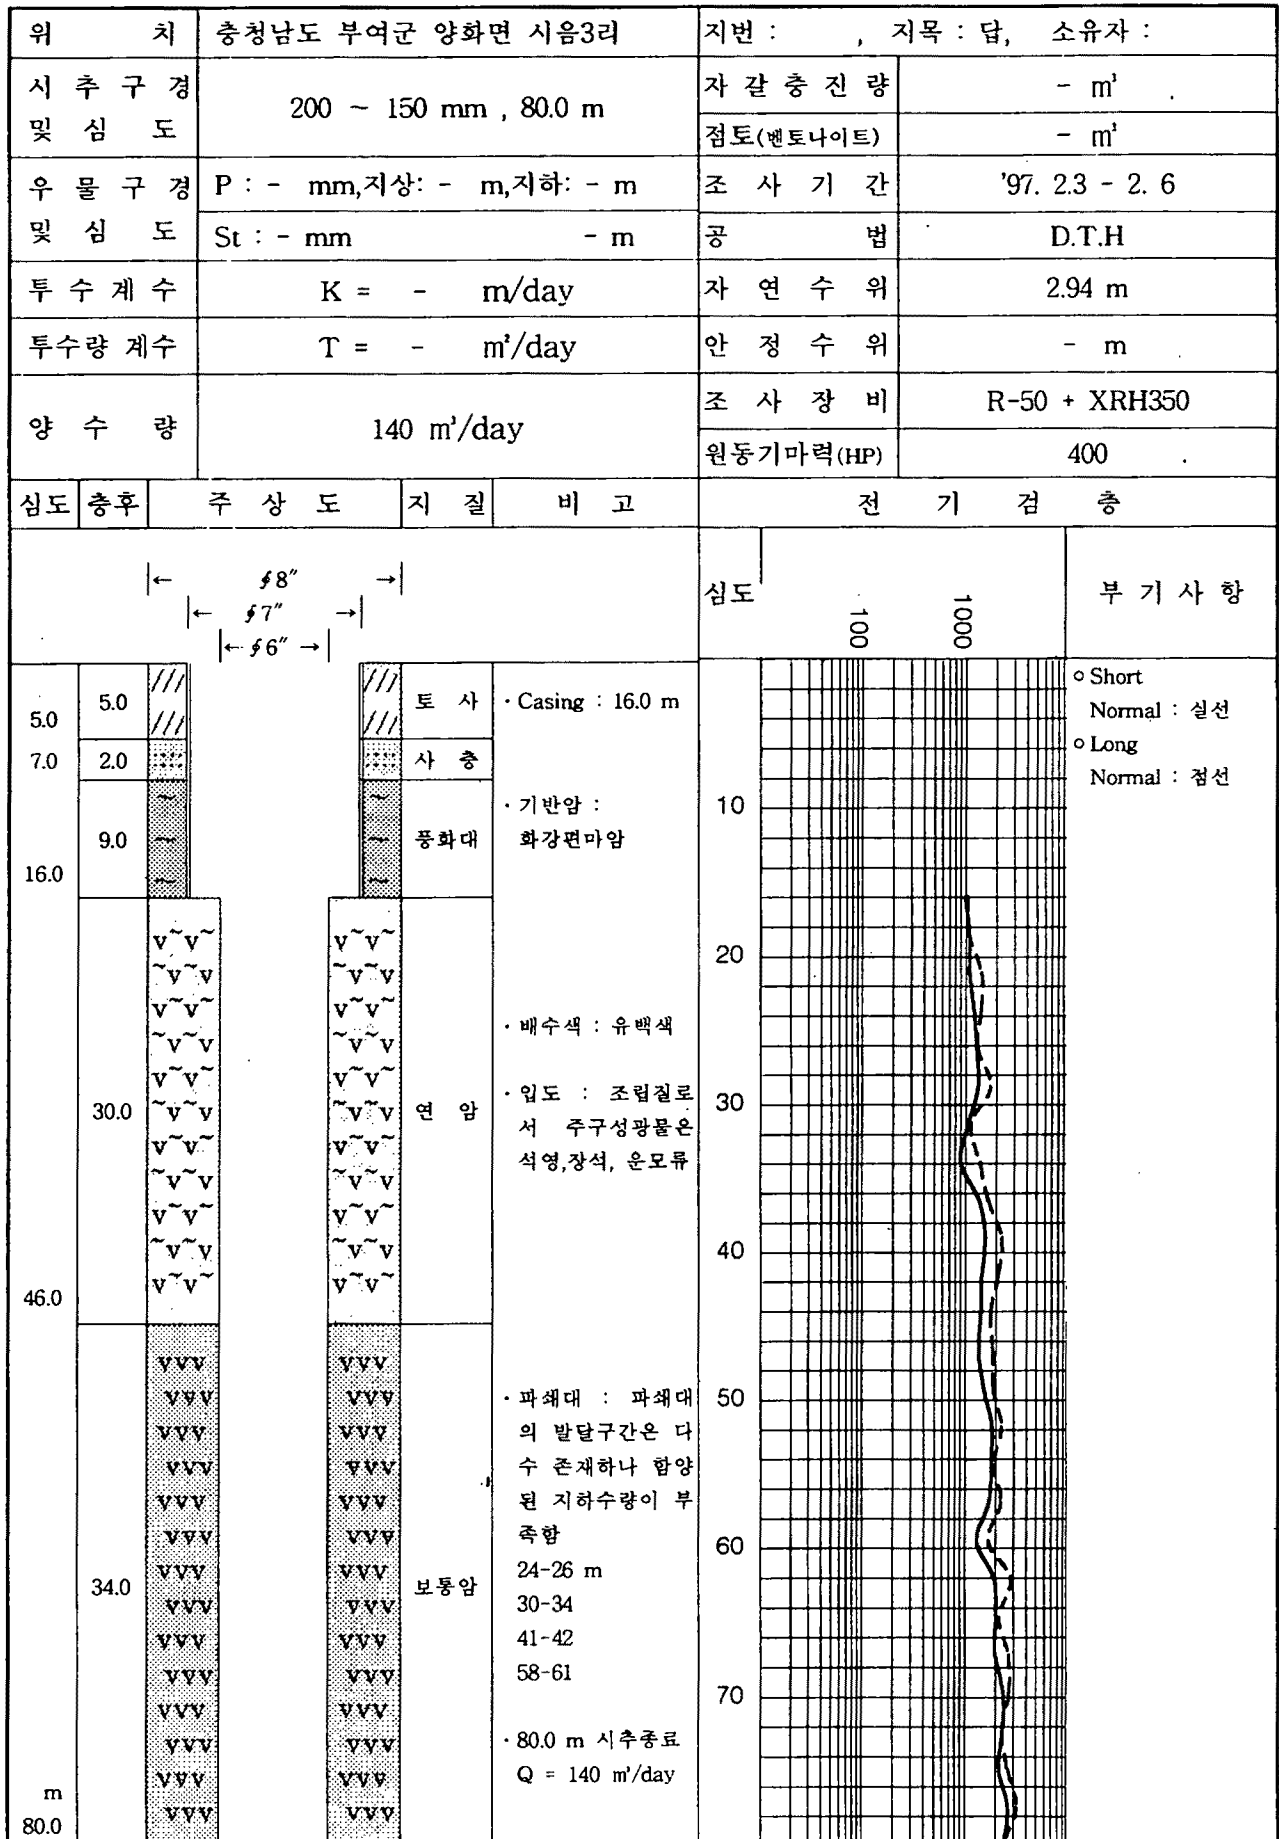 위 치 충청남도 부여군 양화면 시음3리 지번 : , 지목 : 답, 소유자 :
시 추 구 경 및 심 도 200 ~ 150 mm , 80.0 m
자 갈 충 진 량 - m³
점토(벤토나이트) - m³
우 물 구 경 및 심 도 P : - mm,지상: - m,지하: - m
St : - mm - m
조 사 기 간 '97. 2.3 - 2. 6
공 법 D.T.H
투 수 계 수 K = - m/day 자 연 수 위 2.94 m
투수량 계수 T = - m²/day 안 정 수 위 - m
양 수 량 140 m³/day
조 사 장 비 R-50 + XRH350
원동기마력(HP) 400
심도 층후 주 상 도 지 질 비 고 전 기 검 층
← ∮8″ →
← ∮7″ →
← ∮6″ →
심도 100 1000 부 기 사 항
5.0 5.0 토 사 · Casing : 16.0 m
7.0 2.0 사 층
16.0 9.0 풍화대
· 기반암 :
화강편마암
46.0 30.0 연 암
· 배수색 : 유백색
· 입도 : 조립질로
서 주구성광물은
석영,장석, 운모류
m
80.0 34.0 보통암
· 파쇄대 : 파쇄대
의 발달구간은 다
수 존재하나 함양
된 지하수량이 부
족함
24-26 m
30-34
41-42
58-61
· 80.0 m 시추종료
Q = 140 m³/day
10
20
30
40
50
60
70
○ Short
Normal : 실선
○ Long
Normal : 점선